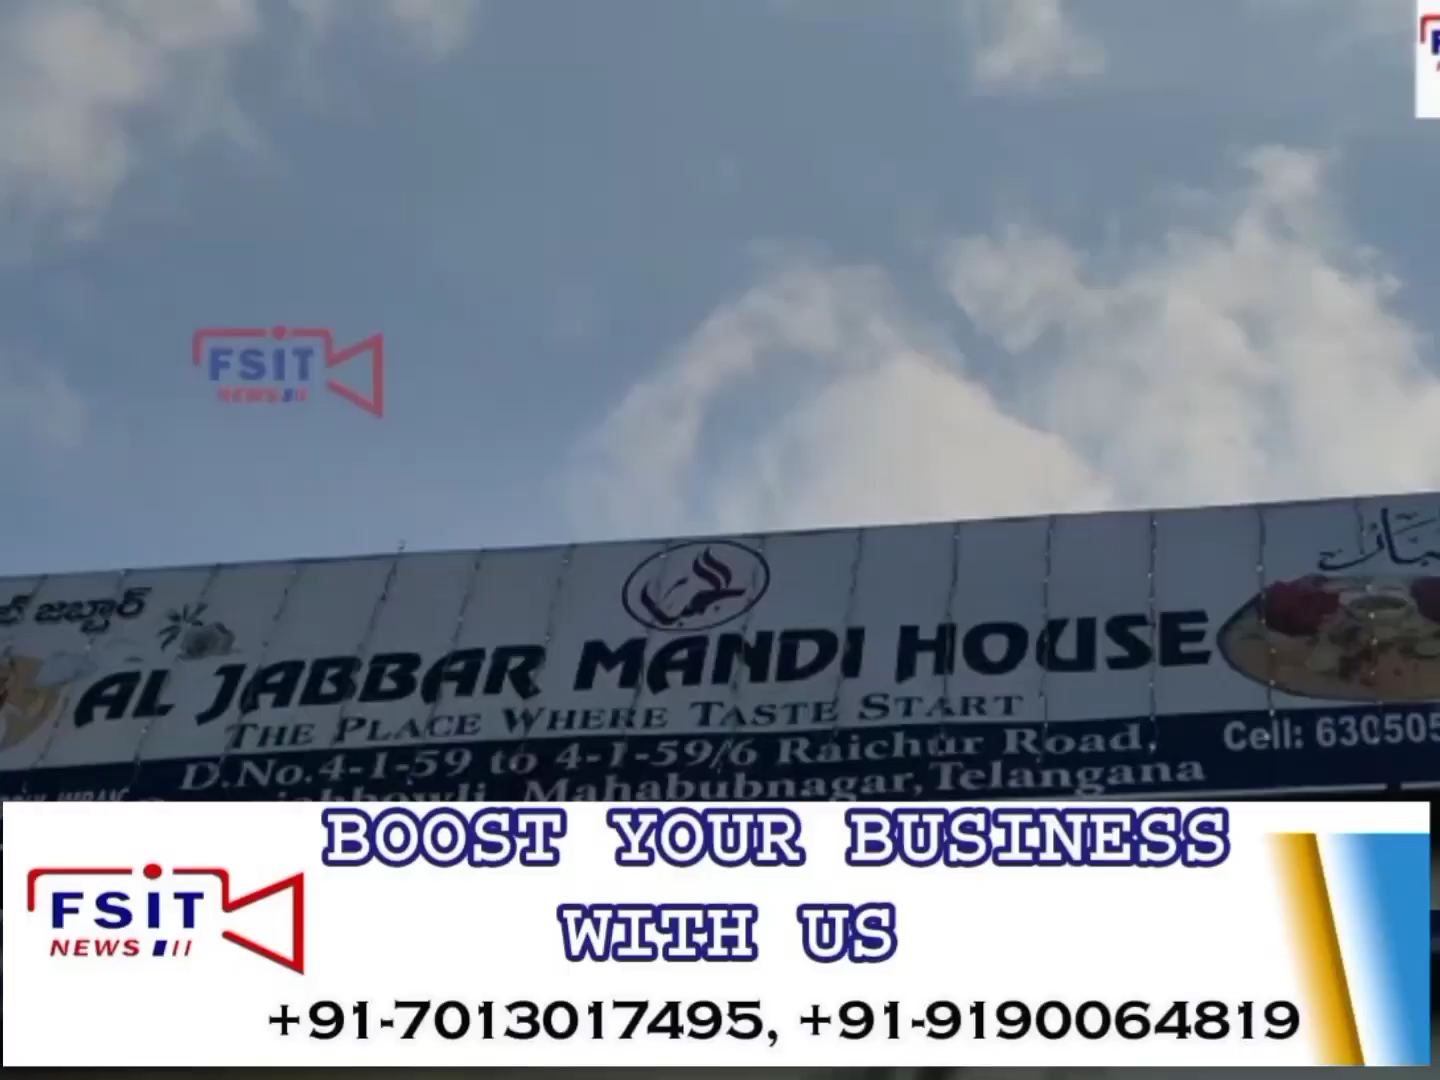 FSIT
NEWS
జబ్బార్
AL JABBAR MANDI HOUSE
THE PLACE WHERE TASTE START
D.No.4-1-59 to 4-1-59/6 Raichur Road,
Cell: 630505
Mahabubnagar, Telangana
BOOST YOUR BUSINESS
WITH US
FSiT
NEWS
+91-7013017495, +91-9190064819